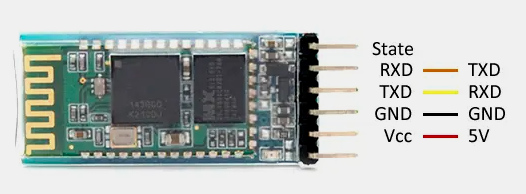 State
RXD TXD
TXD RXD
GND GND
Vcc 5V